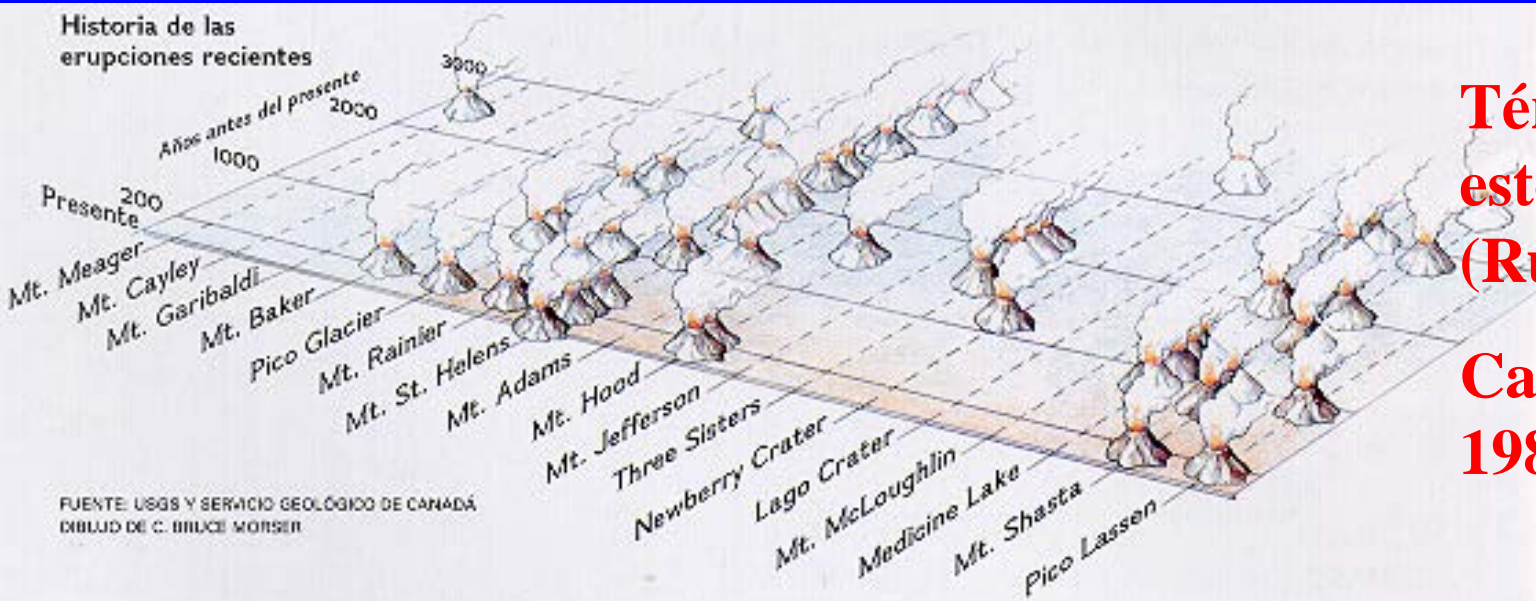 Historia de las
erupciones recientes
Años antes del presente
3000
2000
1000
200
Presente
Mt. Meager
Mt. Cayley
Mt. Garibaldi
Mt. Baker
Pico Glacier
Mt. Rainier
Mt. St. Helens
Mt. Adams
Mt. Hood
Mt. Jefferson
Three Sisters
Newberry Crater
Lago Crater
Mt. McLoughlin
Medicine Lake
Mt. Shasta
Pico Lassen
FUENTE: USGS Y SERVICIO GEOLÓGICO DE CANADÁ
DIBUJO DE C. BRUCE MORSER